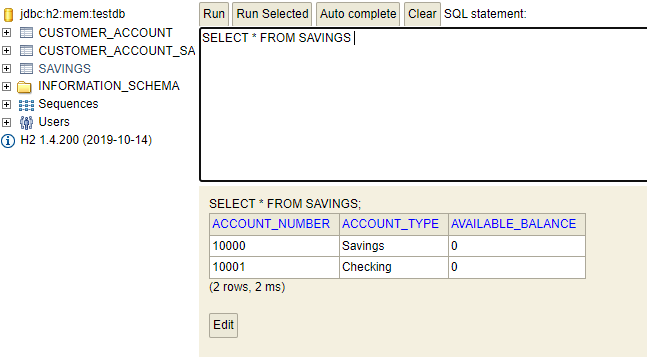 jdbc:h2:mem:testdb
CUSTOMER_ACCOUNT
CUSTOMER_ACCOUNT_SA
SAVINGS
INFORMATION_SCHEMA
Sequences
Users
H2 1.4.200 (2019-10-14)
Run Run Selected Auto complete Clear SQL statement:
SELECT * FROM SAVINGS
SELECT * FROM SAVINGS;
ACCOUNT_NUMBER ACCOUNT_TYPE AVAILABLE_BALANCE
10000 Savings 0
10001 Checking 0
(2 rows, 2 ms)
Edit